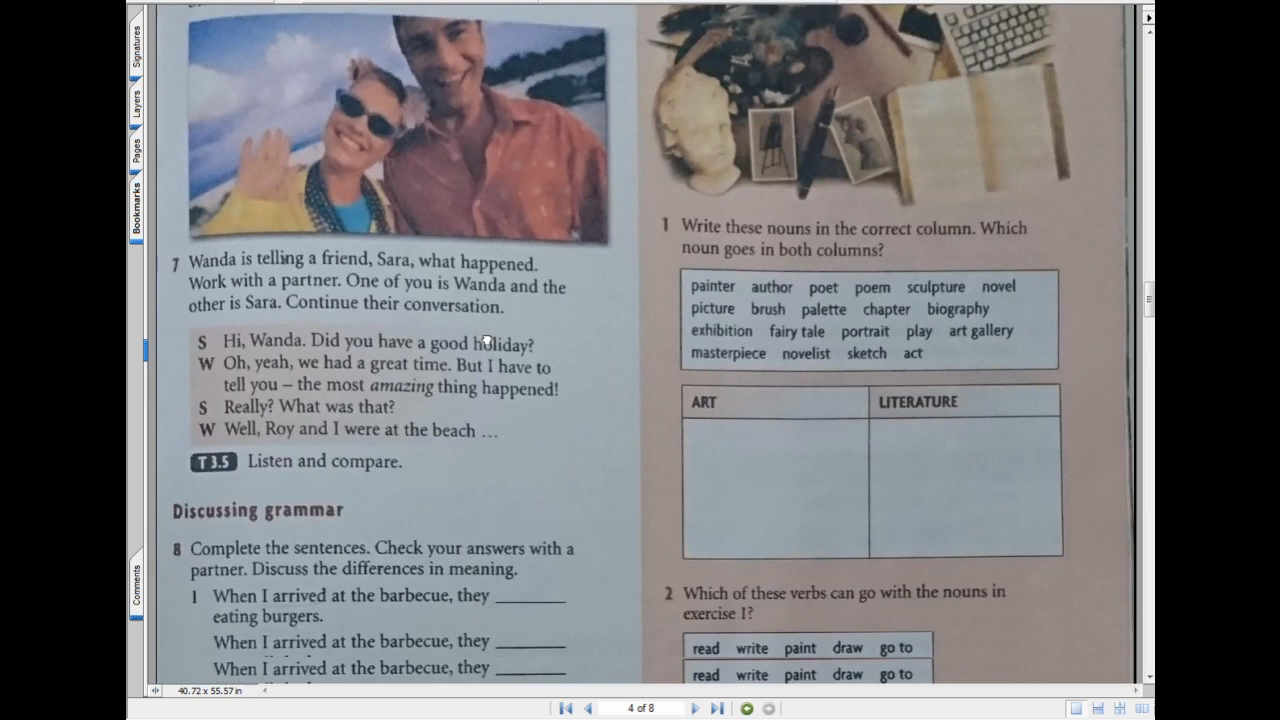 Signatures
Layers
Pages
Bookmarks
Comments
7 Wanda is telling a friend, Sara, what happened.
Work with a partner. One of you is Wanda and the
other is Sara. Continue their conversation.
S Hi, Wanda. Did you have a good holiday?
W Oh, yeah, we had a great time. But I have to
tell you – the most amazing thing happened!
S Really? What was that?
W Well, Roy and I were at the beach …
T 3.5 Listen and compare.
Discussing grammar
8 Complete the sentences. Check your answers with a
partner. Discuss the differences in meaning.
1 When I arrived at the barbecue, they ________
eating burgers.
When I arrived at the barbecue, they ________
When I arrived at the barbecue, they ________
1 Write these nouns in the correct column. Which
noun goes in both columns?
painter author poet poem sculpture novel
picture brush palette chapter biography
exhibition fairy tale portrait play art gallery
masterpiece novelist sketch act
ART LITERATURE
2 Which of these verbs can go with the nouns in
exercise 1?
read write paint draw go to
read write paint draw go to
40.72 x 55.57 in
4 of 8